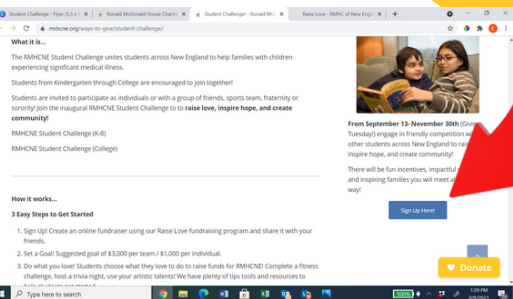 Student Challenge - Flyer (5.5 x
Ronald McDonald House Chariti
Student Challenge! - Ronald Mc
Raise Love - RMHC of New Engl
rmhcne.org/ways-to-give/student-challenge/
What it is...
The RMHCNE Student Challenge unites students across New England to help families with children
experiencing significant medical illness.
Students from Kindergarten through College are encouraged to join together!
Students are invited to participate as individuals or with a group of friends, sports team, fraternity or
sorority! Join the inaugural RMHCNE Student Challenge to to raise love, inspire hope, and create
community!
RMHCNE Student Challenge (K-8)
RMHCNE Student Challenge (College)
How it works...
3 Easy Steps to Get Started
1. Sign Up! Create an online fundraiser using our Raise Love fundraising program and share it with your
friends.
2. Set a Goal! Suggested goal of $3,000 per team / $1,000 per individual.
3. Do what you love! Students choose what they love to do to raise funds for RMHCNE! Complete a fitness
challenge, host a trivia night, use your artistic talents! We have plenty of tips tools and resources to
help students get started
From September 13- November 30th (Giving
Tuesday!) engage in friendly competition
other students across New England to
inspire hope, and create community!
There will be fun incentives, impactful
and inspiring families you will meet
way!
Sign Up Here!
Donate
Type here to search
100%
1:29 PM